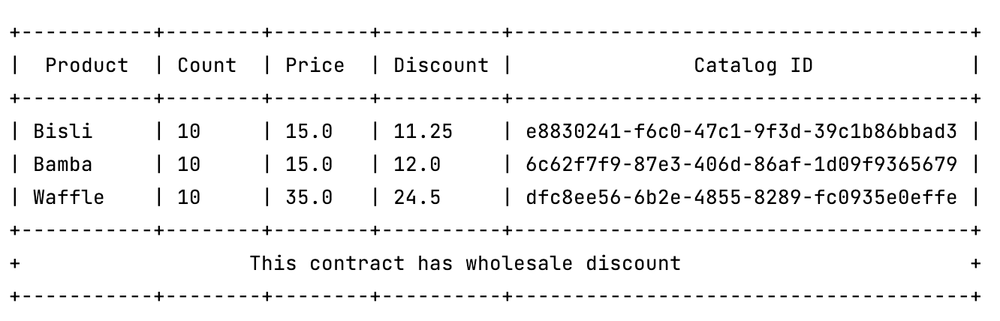 +-----------+--------+--------+----------+--------------------------------------+
|  Product  | Count  | Price  | Discount |               Catalog ID             |
+-----------+--------+--------+----------+--------------------------------------+
| Bisli     | 10     | 15.0   | 11.25    | e8830241-f6c0-47c1-9f3d-39c1b86bbad3 |
| Bamba     | 10     | 15.0   | 12.0     | 6c62f7f9-87e3-406d-86af-1d09f9365679 |
| Waffle    | 10     | 35.0   | 24.5     | dfc8ee56-6b2e-4855-8289-fc0935e0effe |
+-----------+--------+--------+----------+--------------------------------------+
+                   This contract has wholesale discount                        +
+-----------+--------+--------+----------+--------------------------------------+